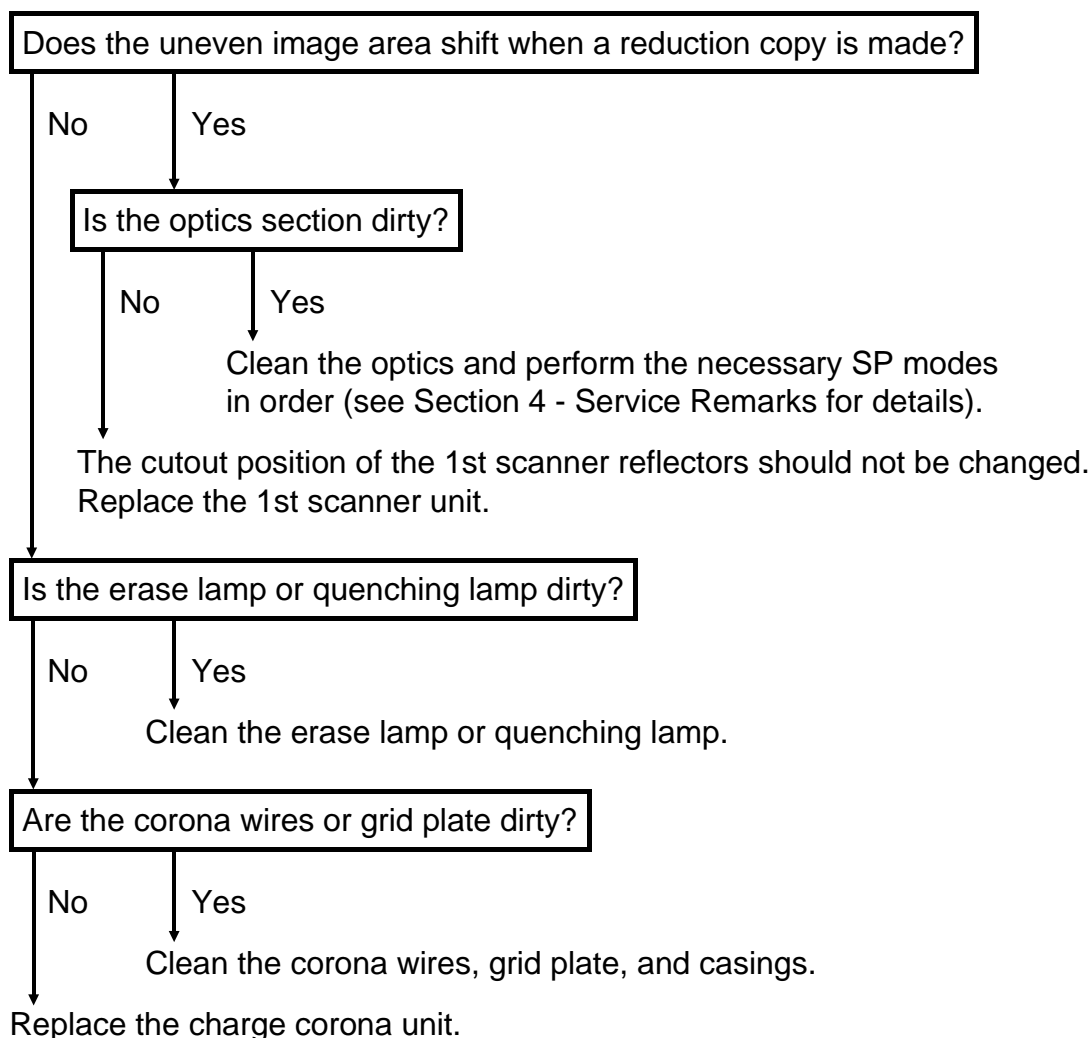 Does the uneven image area shift when a reduction copy is made?
No Yes
Is the optics section dirty?
No Yes
Clean the optics and perform the necessary SP modes
in order (see Section 4 - Service Remarks for details).
The cutout position of the 1st scanner reflectors should not be changed.
Replace the 1st scanner unit.
Is the erase lamp or quenching lamp dirty?
No Yes
Clean the erase lamp or quenching lamp.
Are the corona wires or grid plate dirty?
No Yes
Clean the corona wires, grid plate, and casings.
Replace the charge corona unit.